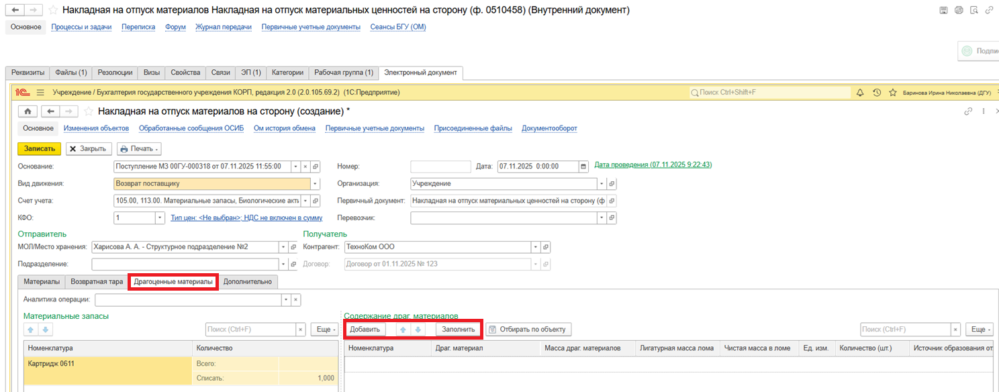 Накладная на отпуск материалов Накладная на отпуск материальных ценностей на сторону (ф. 0510458) (Внутренний документ)
Основное Процессы и задачи Переписка Форум Журнал передачи Первичные учетные документы Сеансы БГУ (ОМ)
Реквизиты Файлы (1) Резолюции Визы Свойства Связи ЭП (1) Категории Рабочая группа (1) Электронный документ
1С Учреждение / Бухгалтерия государственного учреждения КОРП, редакция 2.0 (2.0.105.69.2) (1С:Предприятие) Поиск Ctrl+Shift+F Баринова Ирина Николаевна (ДГУ)
Накладная на отпуск материалов на сторону (создание) *
Основное Изменения объектов Обработанные сообщения ОСИБ Ом история обмена Первичные учетные документы Присоединенные файлы Документооборот
Записать Закрыть Печать
Основание: Поступление МЗ 00ГУ-000318 от 07.11.2025 11:55:00 Номер: Дата: 07.11.2025 0:00:00 Дата проведения (07.11.2025 9:22:43)
Вид движения: Возврат поставщику Организация: Учреждение
Счет учета: 105.00, 113.00. Материальные запасы, Биологические акти Первичный документ: Накладная на отпуск материальных ценностей на сторону (ф
КФО: 1 Тип цен: <Не выбран>; НДС не включен в сумму Перевозчик:
Отправитель Получатель
МОЛ/Место хранения: Харисова А. А. - Структурное подразделение №2 Контрагент: ТехноКом ООО
Подразделение: Договор: Договор от 01.11.2025 № 123
Материалы Возвратная тара Драгоценные материалы Дополнительно
Аналитика операции:
Материальные запасы Содержание драг. материалов
Поиск (Ctrl+F) × Еще Добавить Заполнить Отбирать по объекту Поиск (Ctrl+F) × Еще
Номенклатура Количество Номенклатура Драг. материал Масса драг. материалов Лигатурная масса лома Чистая масса в ломе Ед. изм. Количество (шт.) Источник образования от
Картридж 0611 Всего:
Списать: 1,000